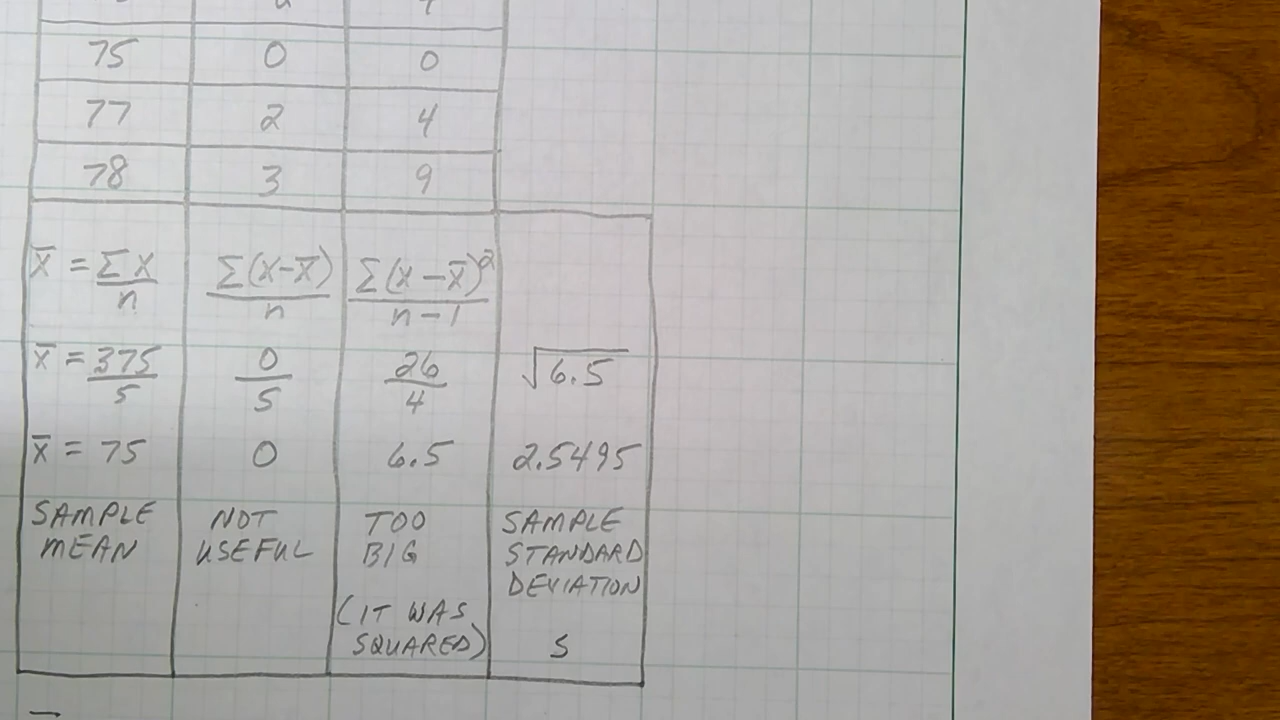 75 0 0
77 2 4
78 3 9
x̄ = Σx/n Σ(x-x̄)/n Σ(x-x̄)²/n-1
x̄ = 375/5 0/5 26/4 √6.5
x̄ = 75 0 6.5 2.5495
SAMPLE MEAN
NOT USEFUL
TOO BIG
(IT WAS SQUARED)
SAMPLE STANDARD DEVIATION
S